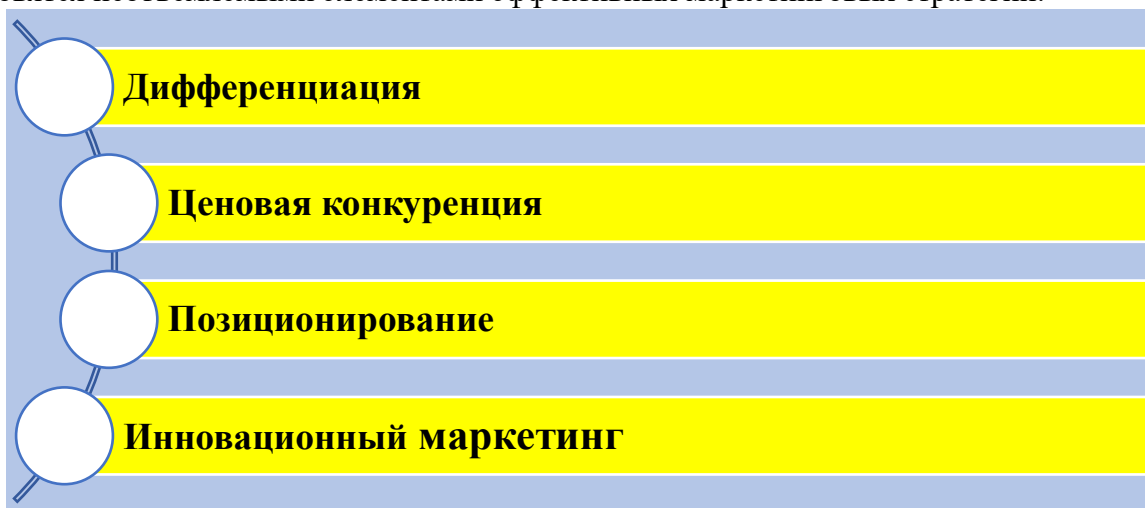 Дифференциация
Ценовая конкуренция
Позиционирование
Инновационный маркетинг